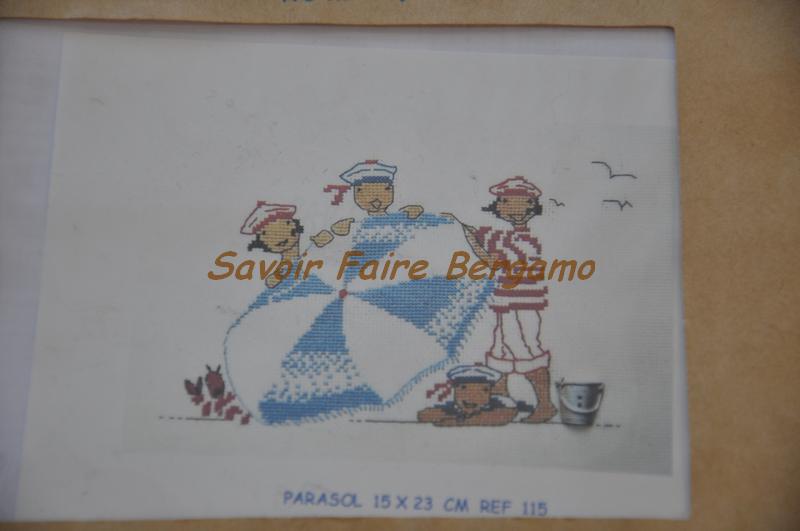 Savoir Faire Bergamo
PARASOL 15 X 23 CM REF 115